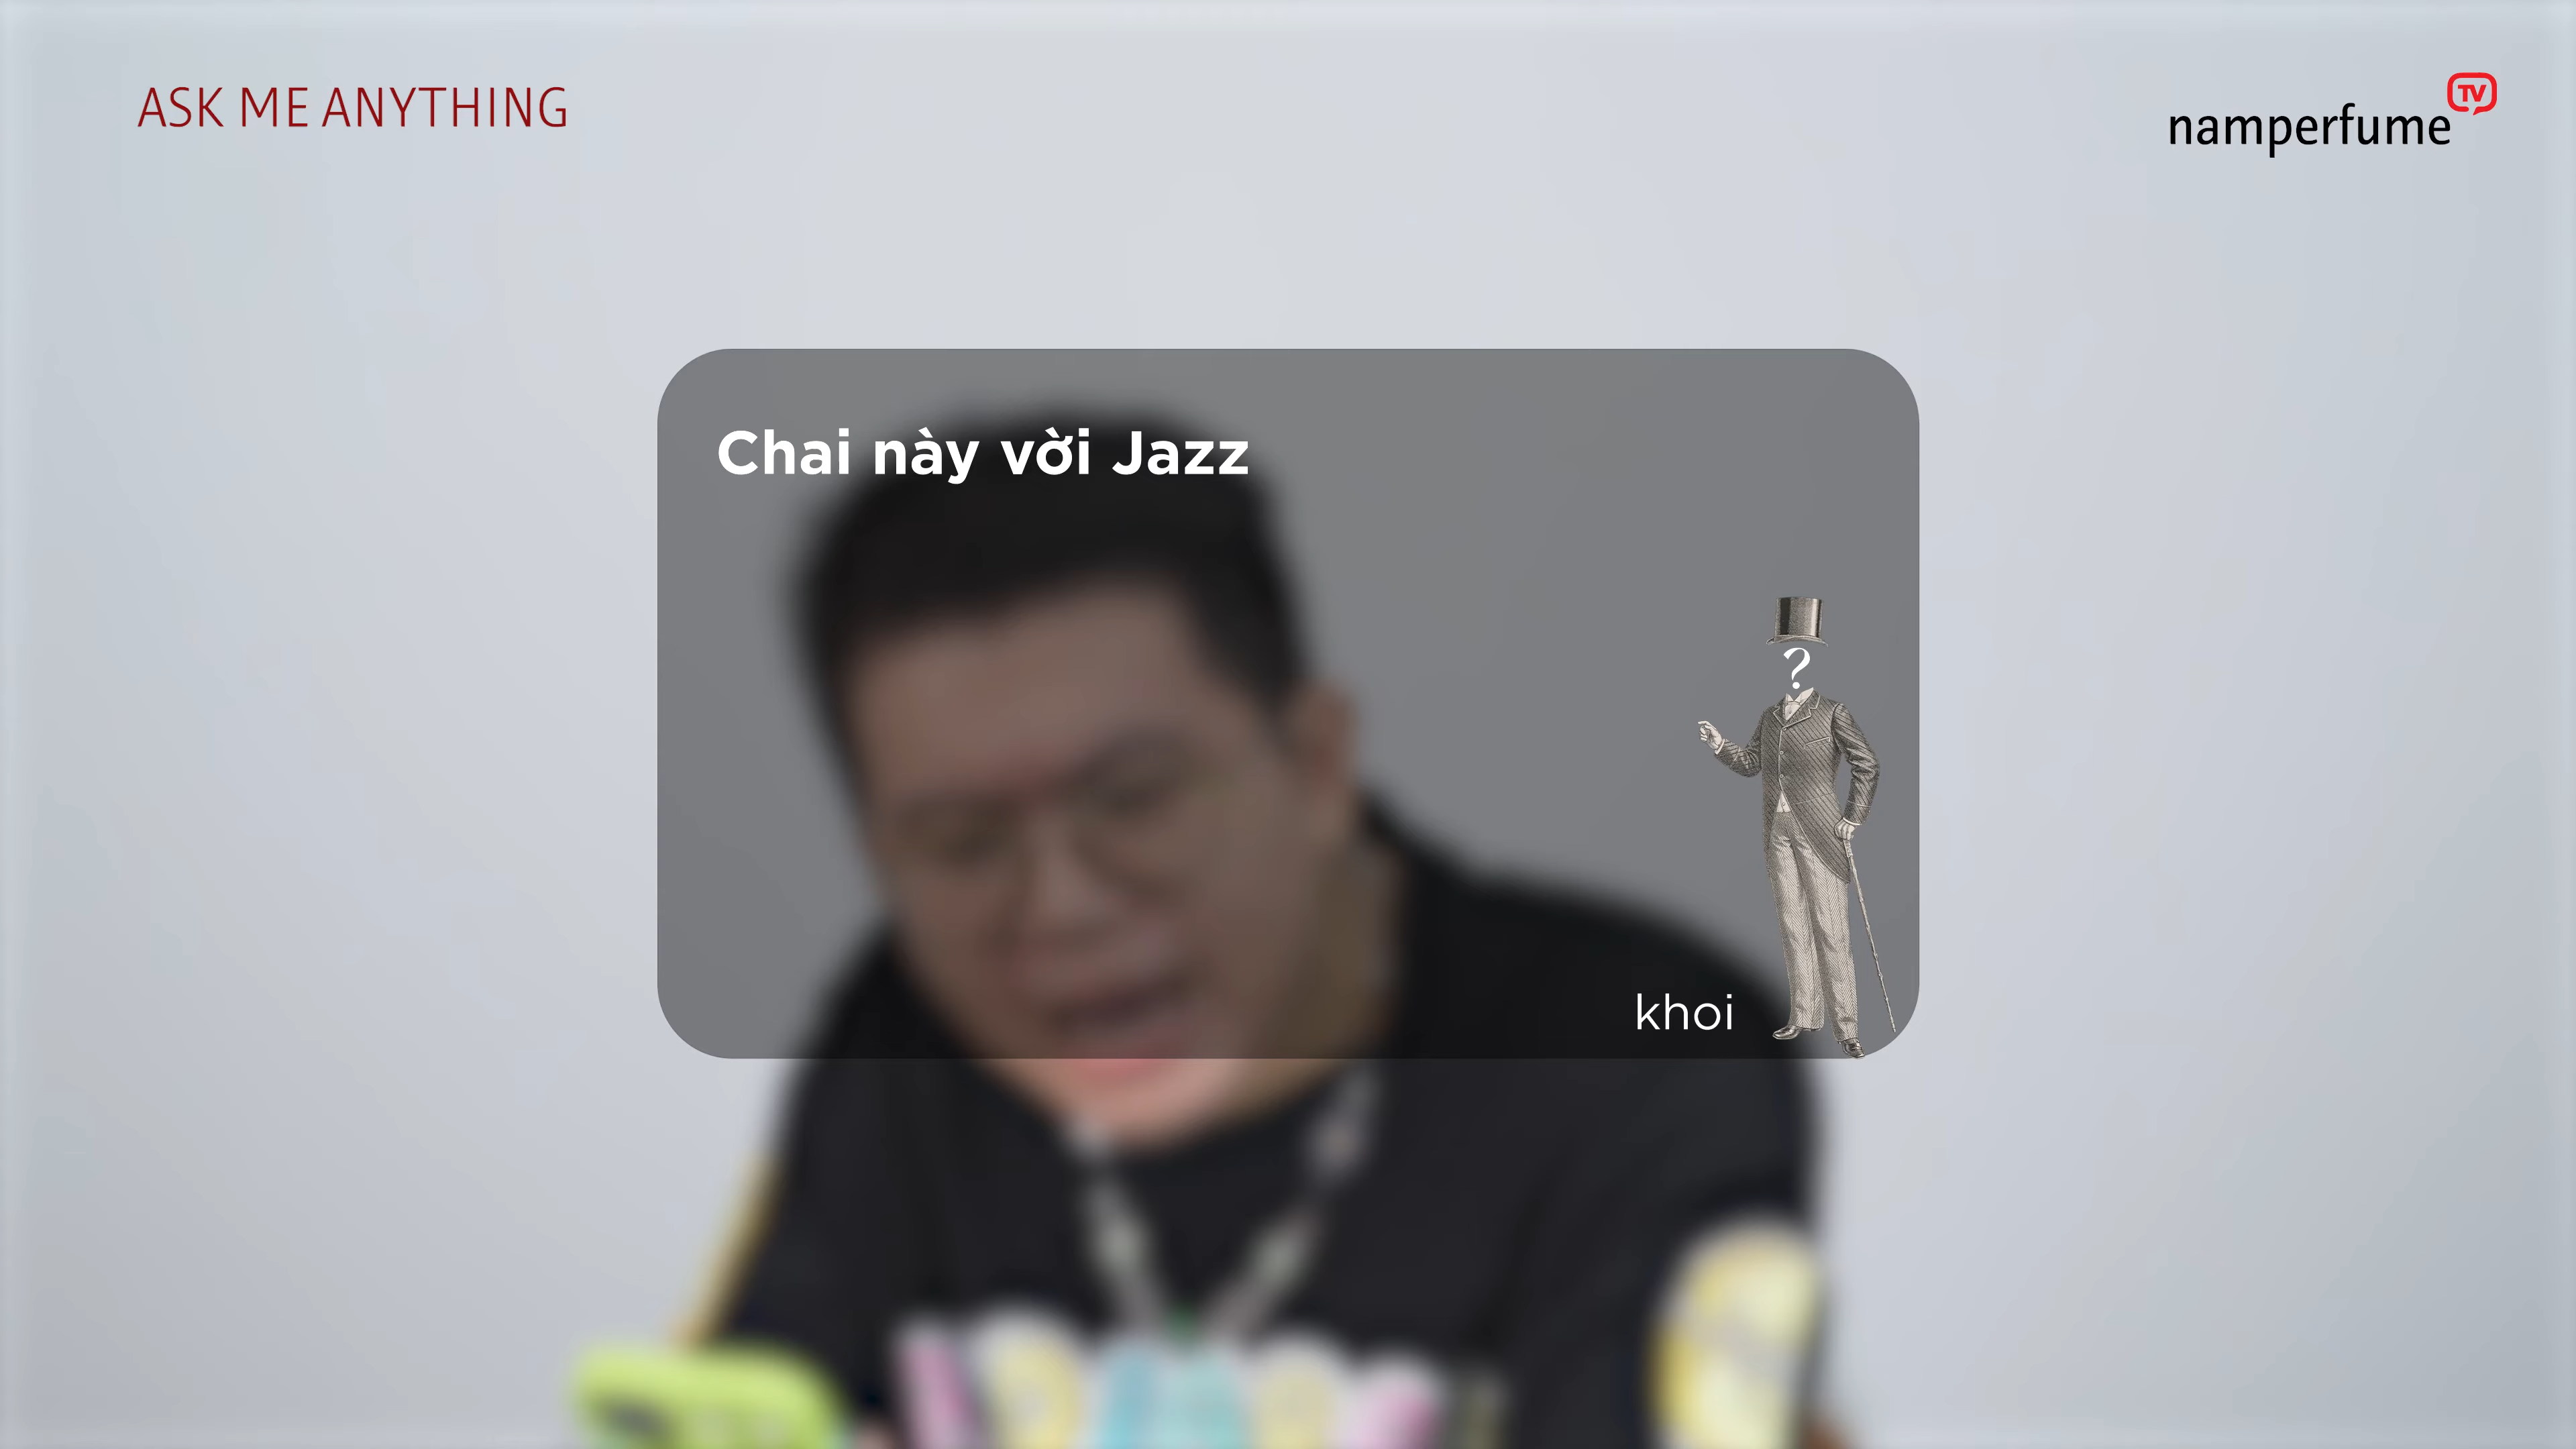 ASK ME ANYTHING
TV
namperfume
Chai này vời Jazz
?
khoi